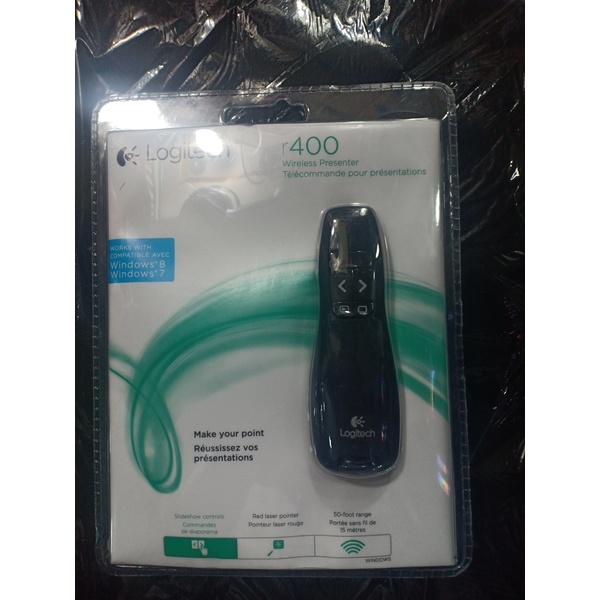 Logitech
r400
Wireless Presenter
Télécommande pour présentations
WORKS WITH
COMPATIBLE AVEC
Windows® 8
Windows® 7
Logitech
Make your point
Réussissez vos
présentations
Slideshow controls
Commandes
de diaporama
Red laser pointer
Pointeur laser rouge
50-foot range
Portée sans fil de
15 mètres
WINDOWS